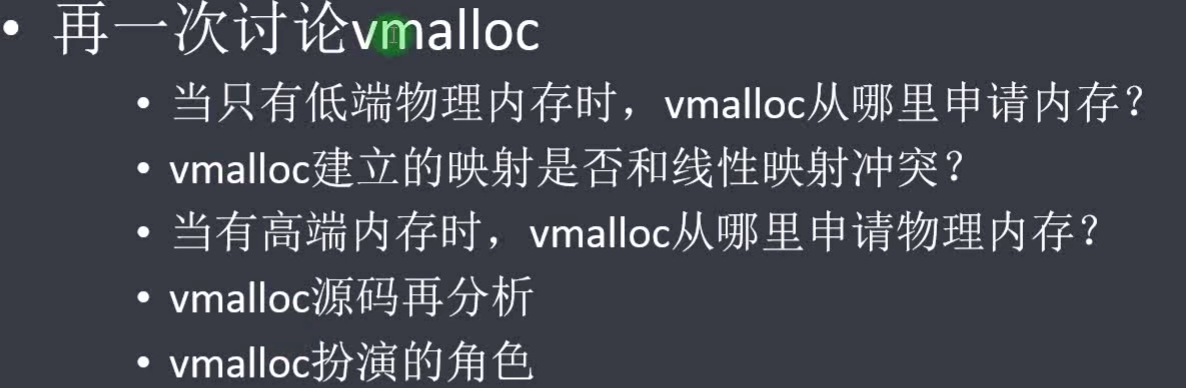 • 再一次讨论vmalloc
• 当只有低端物理内存时，vmalloc从哪里申请内存？
• vmalloc建立的映射是否和线性映射冲突？
• 当有高端内存时，vmalloc从哪里申请物理内存？
• vmalloc源码再分析
• vmalloc扮演的角色